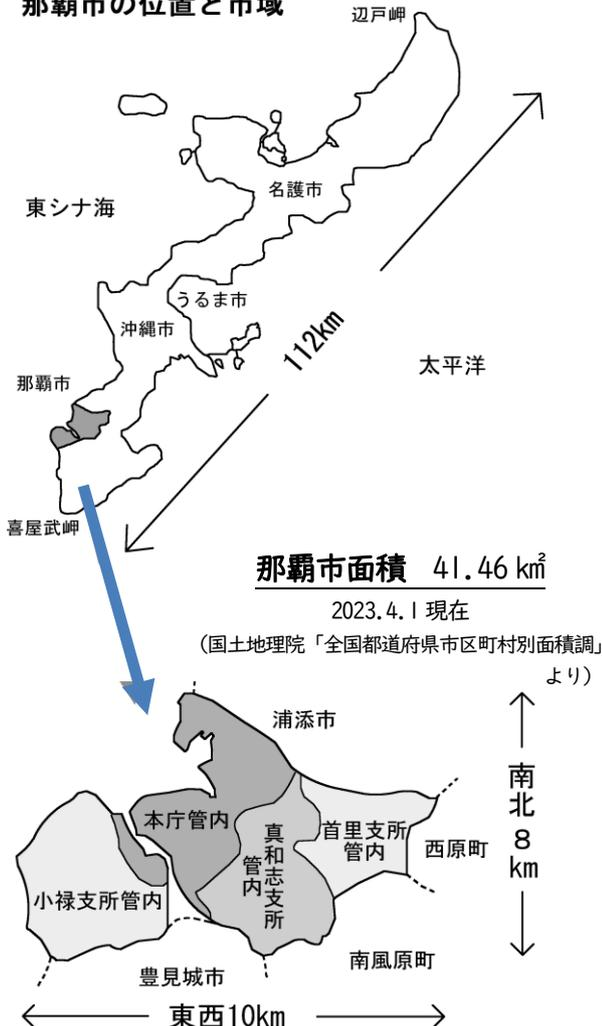 那覇市の位置と市域
辺戸岬
名護市
東シナ海
うるま市
沖縄市
112km
太平洋
那覇市
喜屋武岬
那覇市面積 41.46㎢
2023.4.1現在
(国土地理院「全国都道府県市区町村別面積調」
より)
浦添市
南北8km
本庁管内
首里支所
管内
真和志支所
管内
西原町
小禄支所管内
南風原町
豊見城市
東西10km